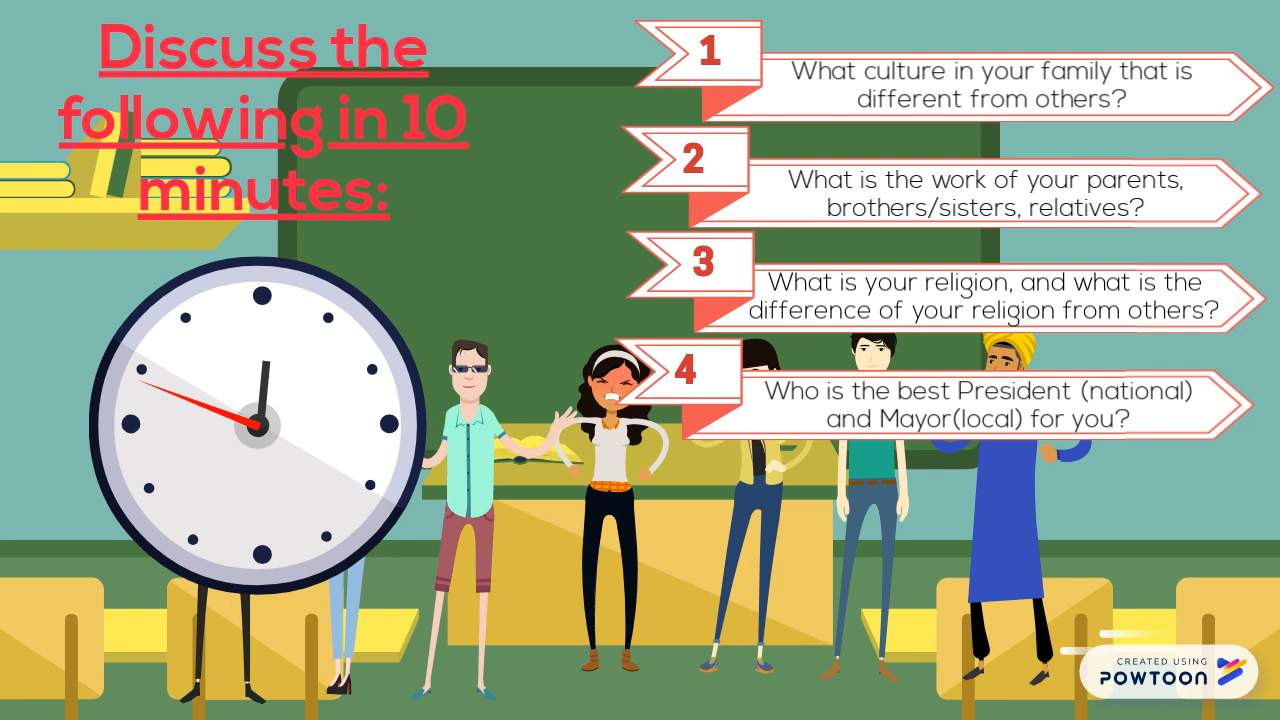 Discuss the
following in 10
minutes:
1
What culture in your family that is
different from others?
2
What is the work of your parents,
brothers/sisters, relatives?
3
What is your religion, and what is the
difference of your religion from others?
4
Who is the best President (national)
and Mayor(local) for you?
CREATED USING
POWTOON